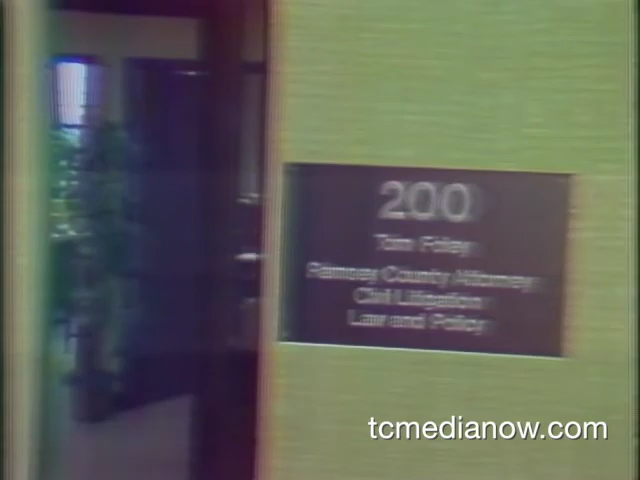 200
Tom Foley
Ramsey County Attorney
Civil Litigation
Law and Policy
tcmedianow.com